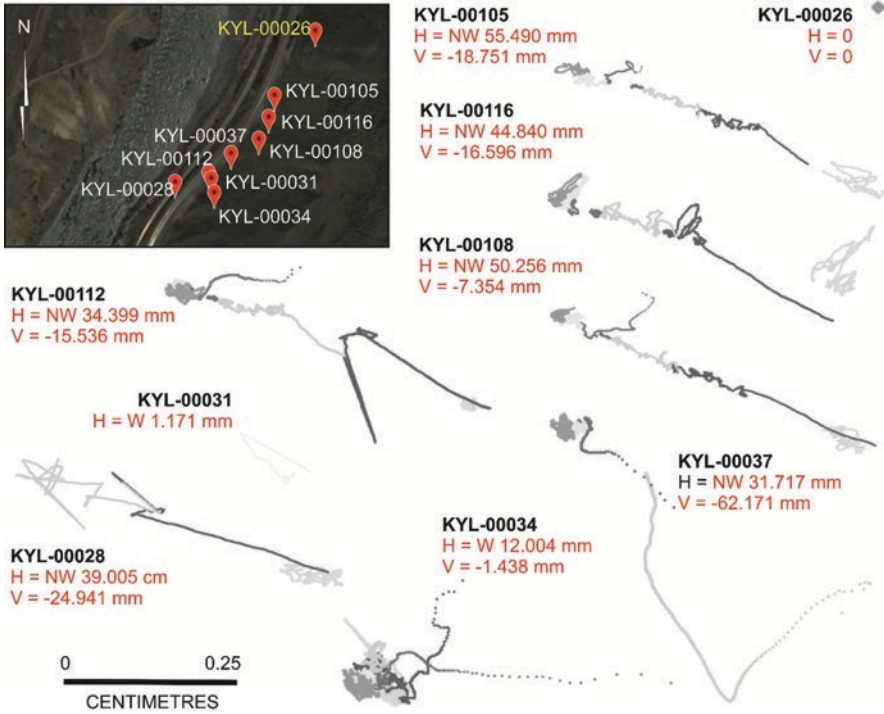 N
KYL-00026
KYL-00105
KYL-00116
KYL-00037
KYL-00108
KYL-00112
KYL-00031
KYL-00028
KYL-00034
KYL-00105
H = NW 55.490 mm
V = -18.751 mm
KYL-00026
H = 0
V = 0
KYL-00116
H = NW 44.840 mm
V = -16.596 mm
KYL-00108
H = NW 50.256 mm
V = -7.354 mm
KYL-00112
H = NW 34.399 mm
V = -15.536 mm
KYL-00031
H = W 1.171 mm
KYL-00037
H = NW 31.717 mm
V = -62.171 mm
KYL-00034
H = W 12.004 mm
V = -1.438 mm
KYL-00028
H = NW 39.005 cm
V = -24.941 mm
0 0.25
CENTIMETRES